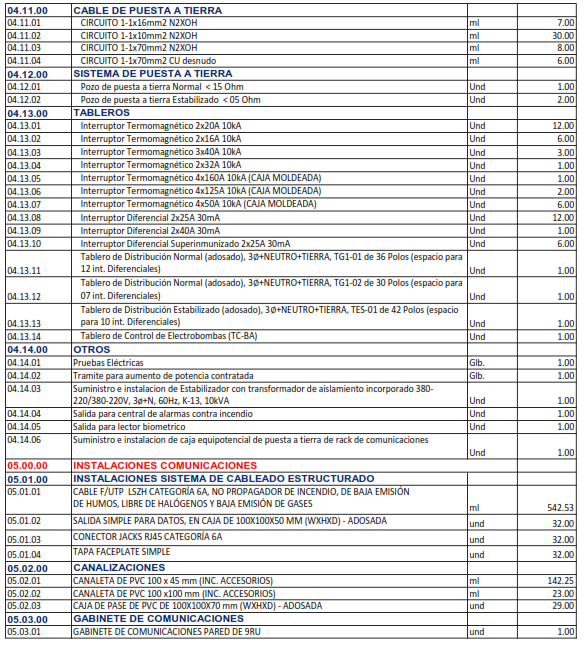 04.11.00 CABLE DE PUESTA A TIERRA
04.11.01 CIRCUITO 1-1x16mm2 N2XOH ml 7.00
04.11.02 CIRCUITO 1-1x10mm2 N2XOH ml 30.00
04.11.03 CIRCUITO 1-1x70mm2 N2XOH ml 8.00
04.11.04 CIRCUITO 1-1x70mm2 CU desnudo ml 6.00
04.12.00 SISTEMA DE PUESTA A TIERRA
04.12.01 Pozo de puesta a tierra Normal < 15 Ohm Und 1.00
04.12.02 Pozo de puesta a tierra Estabilizado < 05 Ohm Und 2.00
04.13.00 TABLEROS
04.13.01 Interruptor Termomagnético 2x20A 10kA Und 12.00
04.13.02 Interruptor Termomagnético 2x16A 10kA Und 6.00
04.13.03 Interruptor Termomagnético 3x40A 10kA Und 3.00
04.13.04 Interruptor Termomagnético 2x32A 10kA Und 1.00
04.13.05 Interruptor Termomagnético 4x160A 10kA (CAJA MOLDEADA) Und 1.00
04.13.06 Interruptor Termomagnético 4x125A 10kA (CAJA MOLDEADA) Und 2.00
04.13.07 Interruptor Termomagnético 4x50A 10kA (CAJA MOLDEADA) Und 6.00
04.13.08 Interruptor Diferencial 2x25A 30mA Und 12.00
04.13.09 Interruptor Diferencial 2x40A 30mA Und 1.00
04.13.10 Interruptor Diferencial Superinmunizado 2x25A 30mA Und 6.00
Tablero de Distribución Normal (adosado), 3Ø+NEUTRO+TIERRA, TG1-01 de 36 Polos (espacio para
04.13.11 12 int. Diferenciales) Und 1.00
Tablero de Distribución Normal (adosado), 3Ø+NEUTRO+TIERRA, TG1-02 de 30 Polos (espacio para
04.13.12 07 int. Diferenciales) Und 1.00
Tablero de Distribución Estabilizado (adosado), 3Ø+NEUTRO+TIERRA, TES-01 de 42 Polos (espacio
04.13.13 para 10 int. Diferenciales) Und 1.00
04.13.14 Tablero de Control de Electrobombas (TC-BA) Und 1.00
04.14.00 OTROS
04.14.01 Pruebas Eléctricas Glb. 1.00
04.14.02 Tramite para aumento de potencia contratada Glb. 1.00
04.14.03 Suministro e instalacion de Estabilizador con transformador de aislamiento incorporado 380-
220/380-220V, 3ø+N, 60Hz, K-13, 10kVA Und 1.00
04.14.04 Salida para central de alarmas contra incendio Und 1.00
04.14.05 Salida para lector biometrico Und 1.00
04.14.06 Suministro e instalacion de caja equipotencial de puesta a tierra de rack de comunicaciones
Und 1.00
05.00.00 INSTALACIONES COMUNICACIONES
05.01.00 INSTALACIONES SISTEMA DE CABLEADO ESTRUCTURADO
05.01.01 CABLE F/UTP LSZH CATEGORÍA 6A, NO PROPAGADOR DE INCENDIO, DE BAJA EMISIÓN
DE HUMOS, LIBRE DE HALÓGENOS Y BAJA EMISIÓN DE GASES ml 542.53
05.01.02 SALIDA SIMPLE PARA DATOS, EN CAJA DE 100X100X50 MM (WXHXD) - ADOSADA und 32.00
05.01.03 CONECTOR JACKS RJ45 CATEGORÍA 6A und 32.00
05.01.04 TAPA FACEPLATE SIMPLE und 32.00
05.02.00 CANALIZACIONES
05.02.01 CANALETA DE PVC 100 x 45 mm (INC. ACCESORIOS) ml 142.25
05.02.02 CANALETA DE PVC 100 x100 mm (INC. ACCESORIOS) ml 23.00
05.02.03 CAJA DE PASE DE PVC DE 100X100X70 mm (WXHXD) - ADOSADA und 29.00
05.03.00 GABINETE DE COMUNICACIONES
05.03.01 GABINETE DE COMUNICACIONES PARED DE 9RU und 1.00